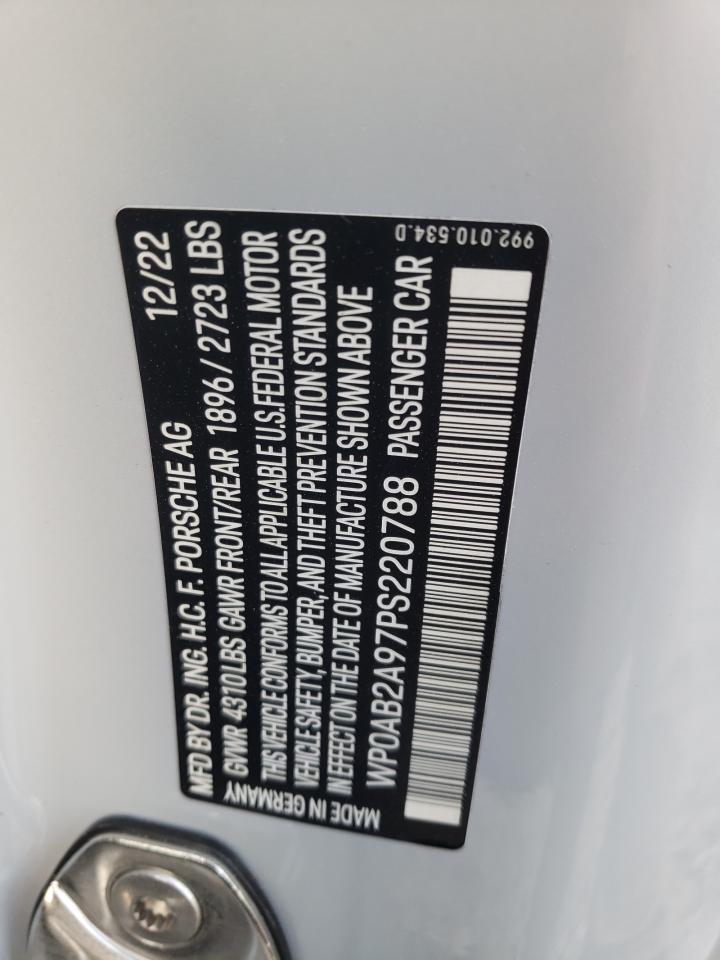 MFD BY DR. ING. H.C. F. PORSCHE AG 12/22
GVWR 4310LBS GAWR FRONT/REAR 1896/2723 LBS
THIS VEHICLE CONFORMS TO ALL APPLICABLE U.S. FEDERAL MOTOR
VEHICLE SAFETY, BUMPER, AND THEFT PREVENTION STANDARDS
IN EFFECT ON THE DATE OF MANUFACTURE SHOWN ABOVE
WP0AB2A97PS220788 PASSENGER CAR
MADE IN GERMANY
992.010.534.D